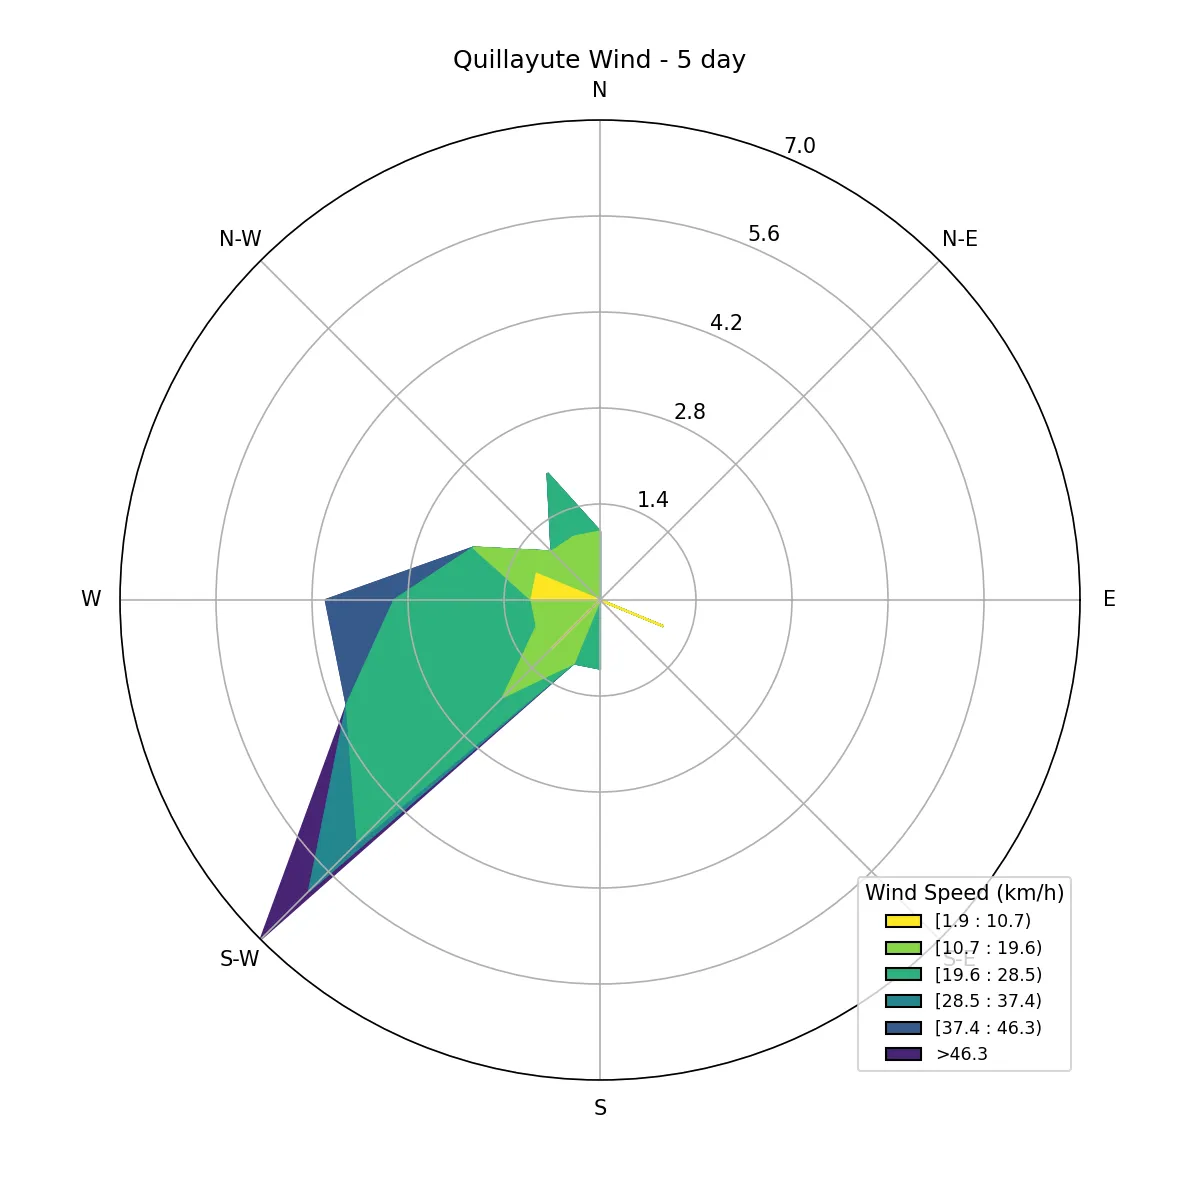 Quillayute Wind - 5 day
N
7.0
N-W
5.6
N-E
4.2
2.8
1.4
W
E
S-W
S-E
S
Wind Speed (km/h)
[1.9 : 10.7)
[10.7 : 19.6)
[19.6 : 28.5)
[28.5 : 37.4)
[37.4 : 46.3)
>46.3